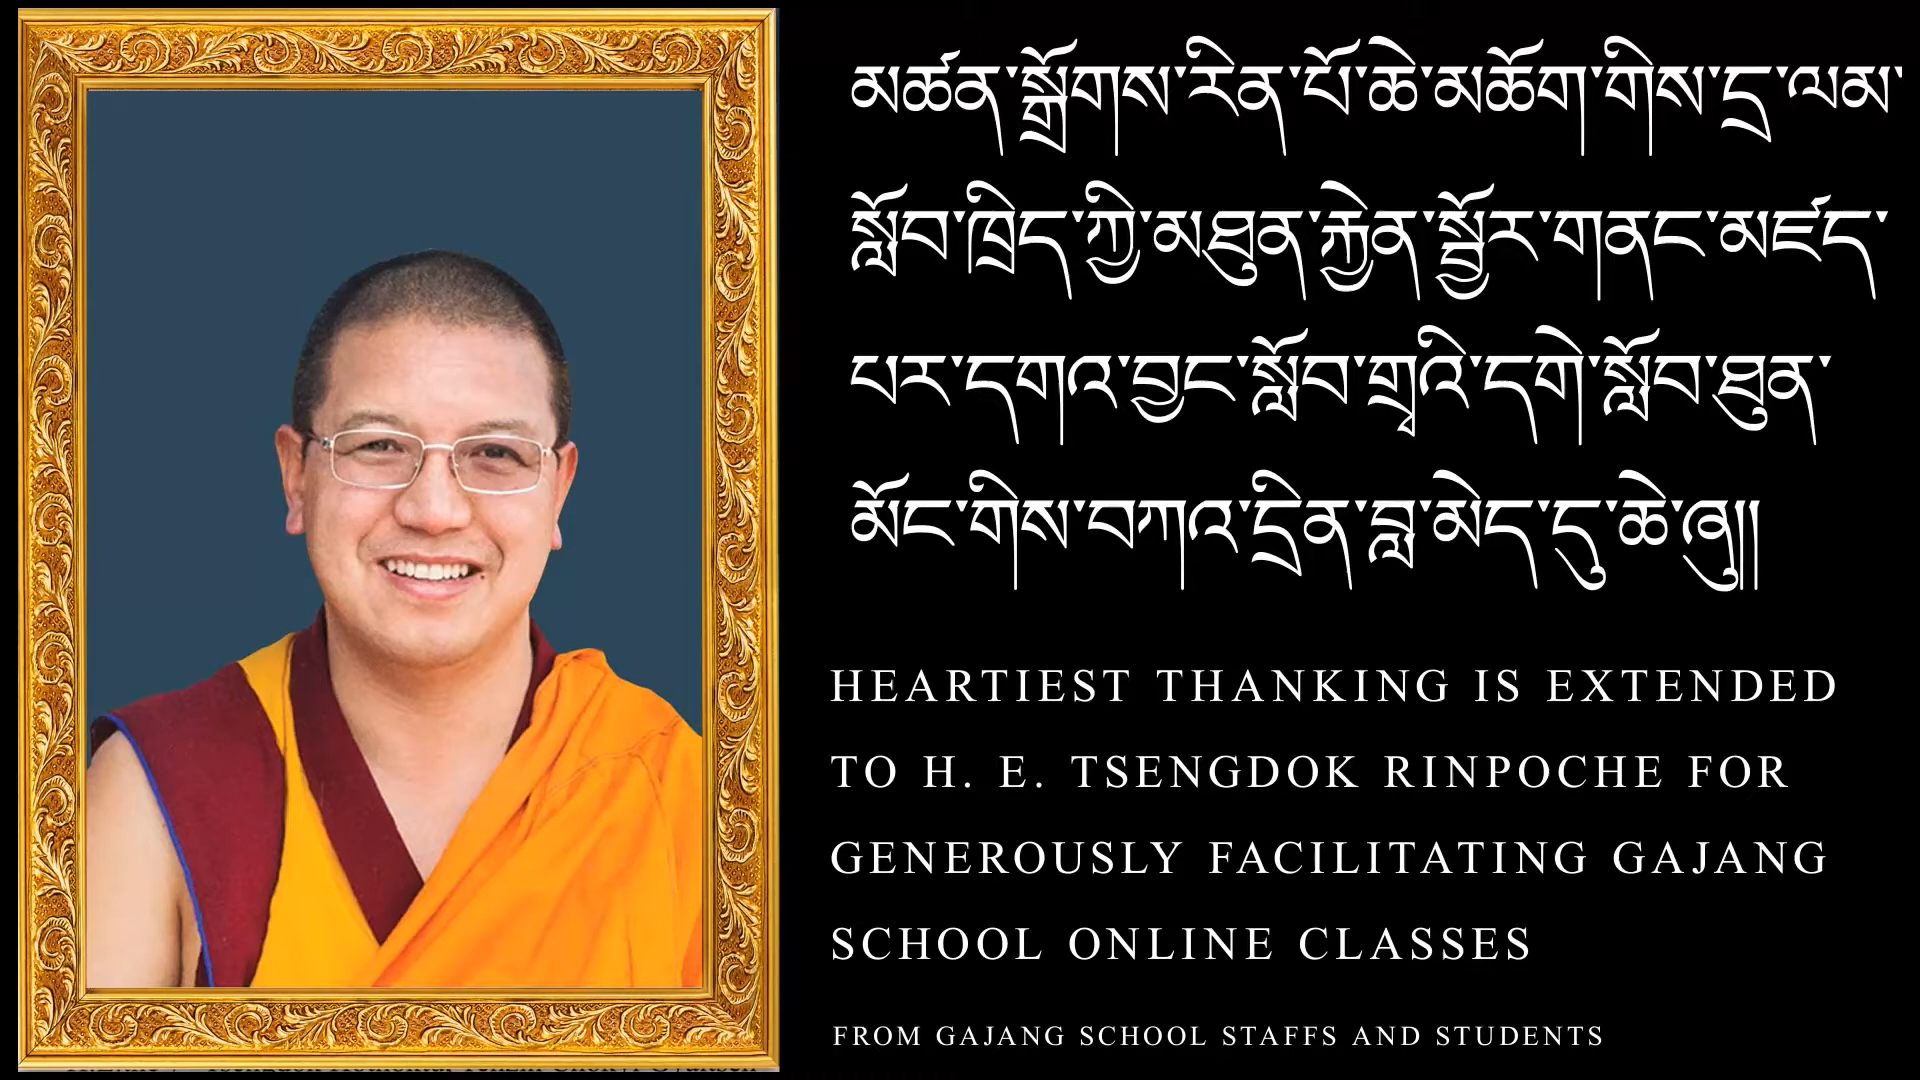 མཚན་སྒྲོགས་རིན་པོ་ཆེ་མཆོག་གིས་དྲ་ལམ་
སློབ་ཁྲིད་ཀྱི་མཐུན་རྐྱེན་སྦྱོར་གནང་མཛད་
པར་དགའ་བྱང་སློབ་གྲྭའི་དགེ་སློབ་ཐུན་
མོང་གིས་བཀའ་དྲིན་བླ་མེད་དུ་ཆེ་ཞུ།།
HEARTIEST THANKING IS EXTENDED
TO H. E. TSENGDOK RINPOCHE FOR
GENEROUSLY FACILITATING GAJANG
SCHOOL ONLINE CLASSES
FROM GAJANG SCHOOL STAFFS AND STUDENTS